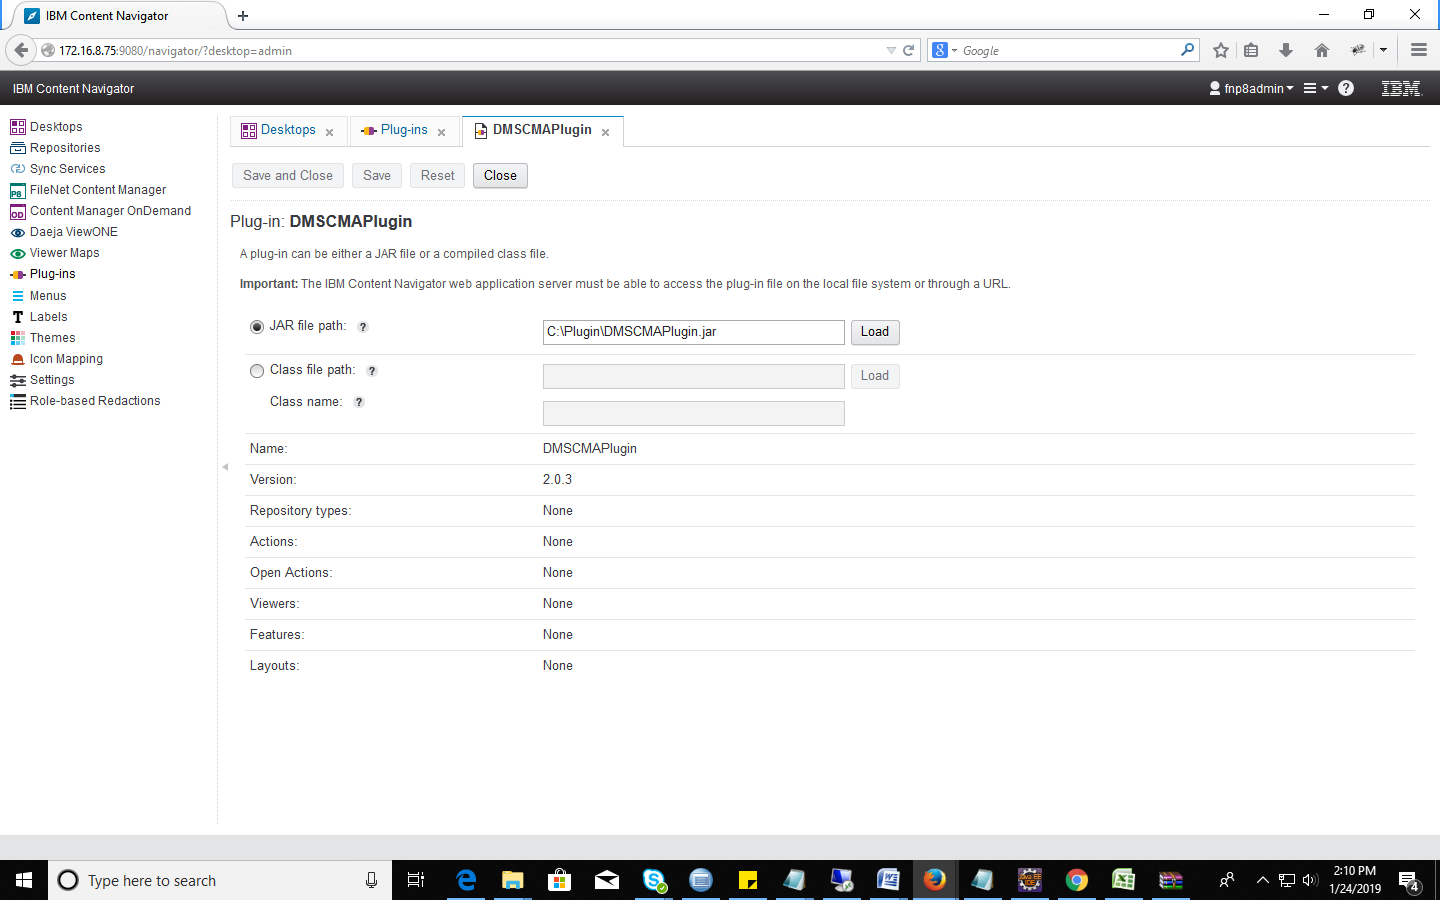 IBM Content Navigator
172.16.8.75:9080/navigator/?desktop=admin
Google
IBM Content Navigator
fnp8admin
IBM
Desktops
Repositories
Sync Services
FileNet Content Manager
Content Manager OnDemand
Daeja ViewONE
Viewer Maps
Plug-ins
Menus
Labels
Themes
Icon Mapping
Settings
Role-based Redactions
Desktops Plug-ins DMSCMAPlugin
Save and Close Save Reset Close
Plug-in: DMSCMAPlugin
A plug-in can be either a JAR file or a compiled class file.
Important: The IBM Content Navigator web application server must be able to access the plug-in file on the local file system or through a URL.
JAR file path: ? C:\Plugin\DMSCMAPlugin.jar Load
Class file path: ? Load
Class name: ?
Name: DMSCMAPlugin
Version: 2.0.3
Repository types: None
Actions: None
Open Actions: None
Viewers: None
Features: None
Layouts: None
Type here to search
2:10 PM
1/24/2019
4